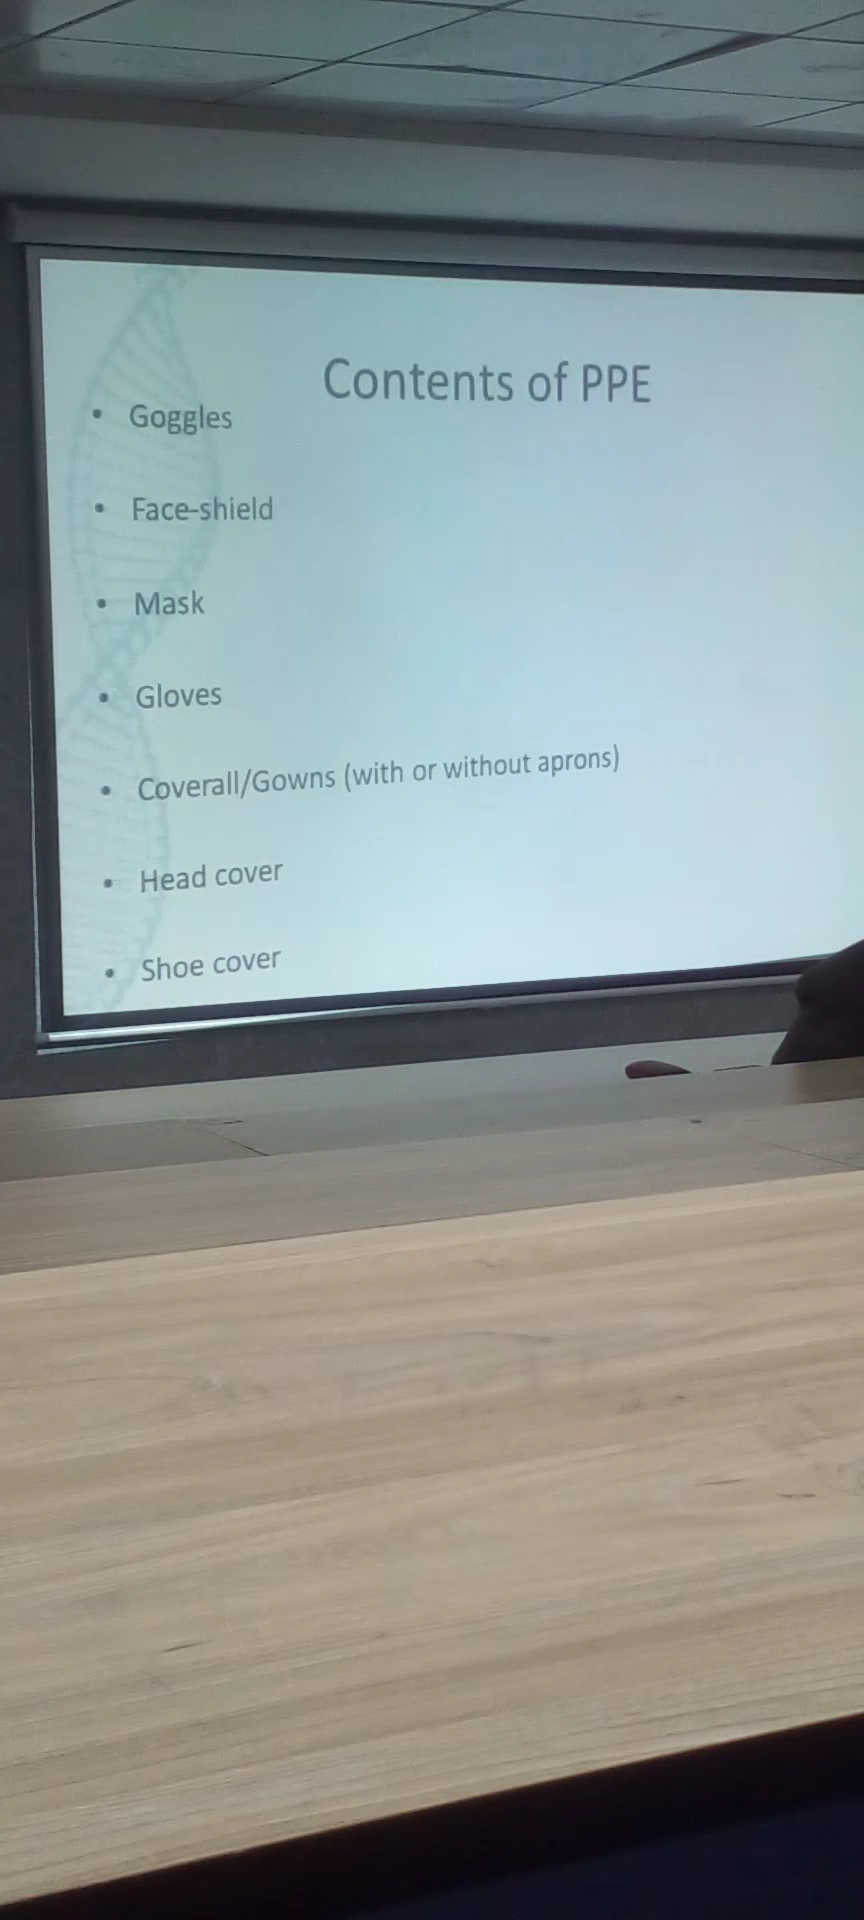 Contents of PPE
• Goggles
• Face-shield
• Mask
• Gloves
• Coverall/Gowns (with or without aprons)
• Head cover
• Shoe cover